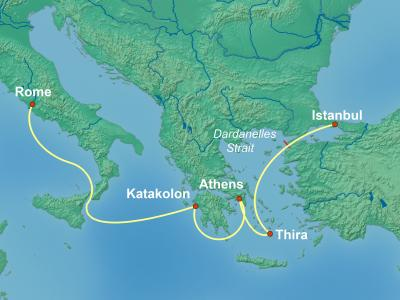 Rome
Istanbul
Dardanelles
Strait
Athens
Katakolon
Thira